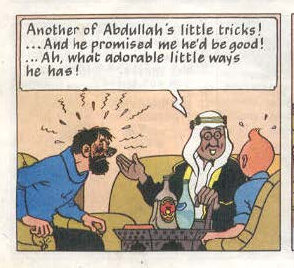 Another of Abdullah's little tricks!
...And he promised me he'd be good!
...Ah, what adorable little ways
he has!